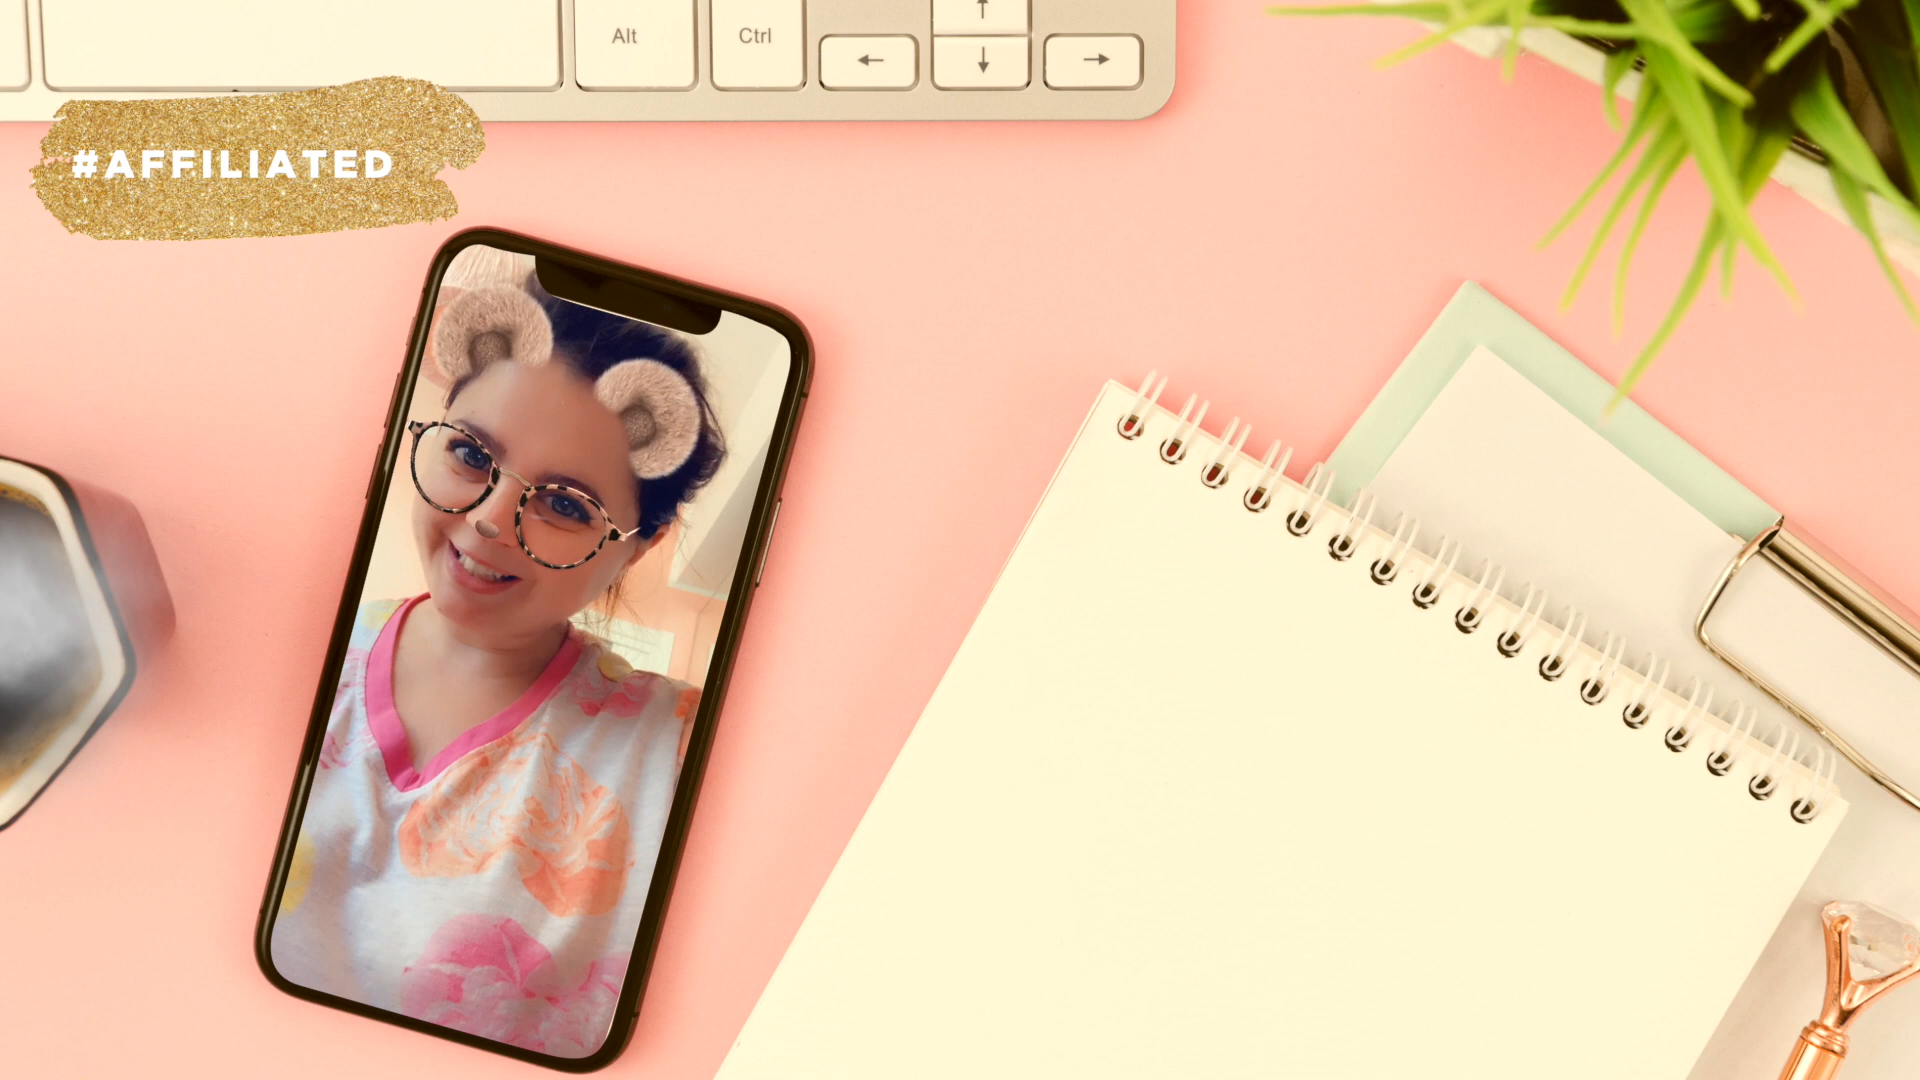 Alt
Ctrl
↑
←
↓
→
#AFFILIATED